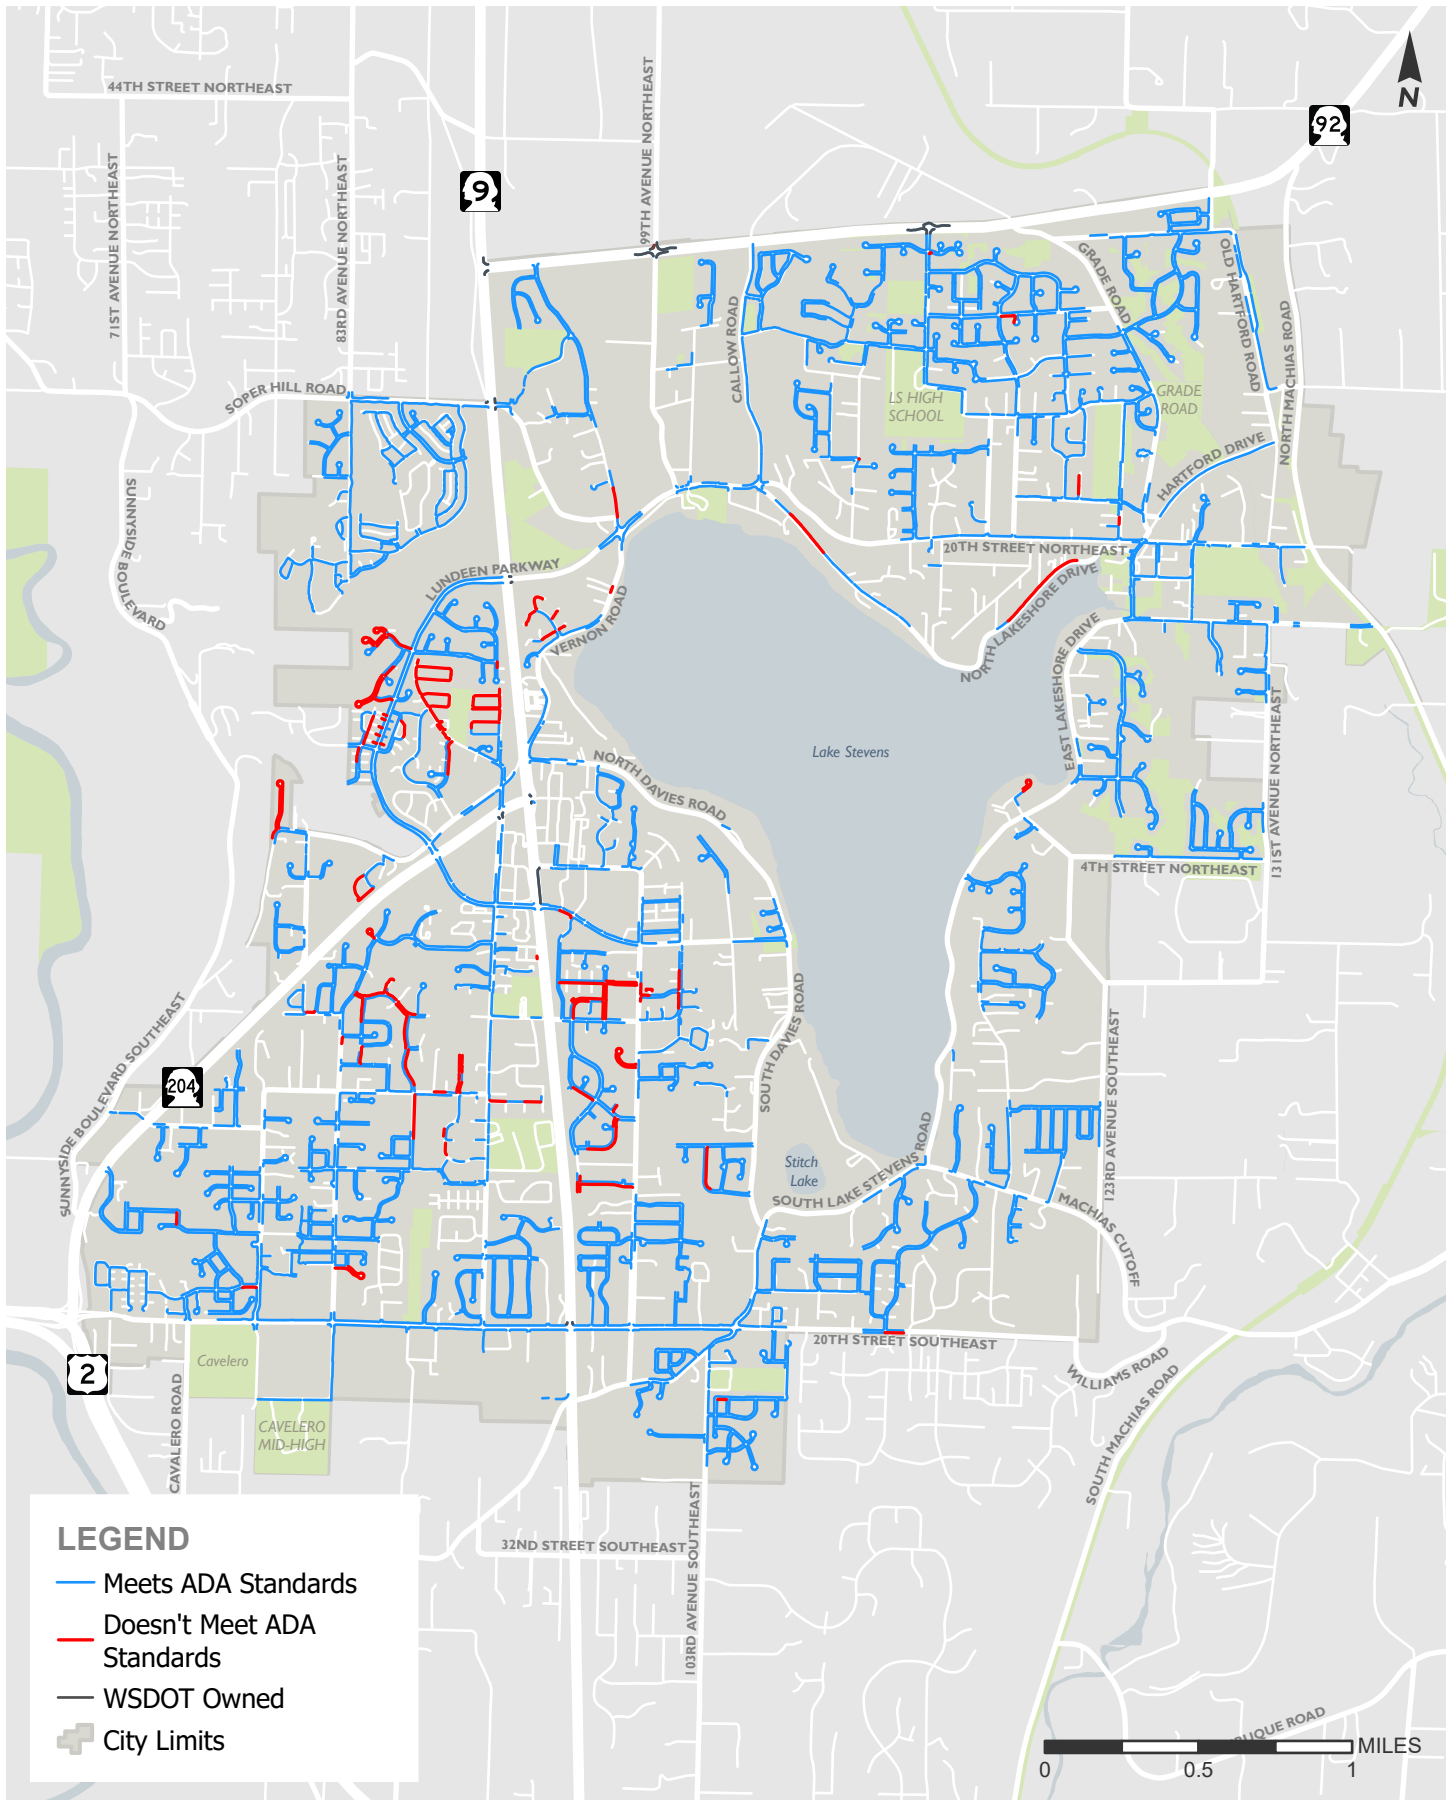 44TH STREET NORTHEAST
N
92
9
71ST AVENUE NORTHEAST
83RD AVENUE NORTHEAST
99TH AVENUE NORTHEAST
GRADE ROAD
OLD HARTFORD ROAD
NORTH MACHIAS ROAD
CALLOW ROAD
SOPER HILL ROAD
LS HIGH
SCHOOL
GRADE
ROAD
HARTFORD DRIVE
SUNNYSIDE BOULEVARD
20TH STREET NORTHEAST
LUNDEEN PARKWAY
VERNON ROAD
NORTH LAKESHORE DRIVE
EAST LAKESHORE DRIVE
131ST AVENUE NORTHEAST
Lake Stevens
NORTH DAVIES ROAD
4TH STREET NORTHEAST
SUNNYSIDE BOULEVARD SOUTHEAST
SOUTH DAVIES ROAD
123RD AVENUE SOUTHEAST
204
Stitch
Lake
SOUTH LAKE STEVENS ROAD
MACHIAS CUTOFF
20TH STREET SOUTHEAST
WILLIAMS ROAD
2
Cavelero
CAVALERO ROAD
CAVELERO
MID-HIGH
SOUTH MACHIAS ROAD
32ND STREET SOUTHEAST
103RD AVENUE SOUTHEAST
LEGEND
Meets ADA Standards
Doesn't Meet ADA
Standards
WSDOT Owned
City Limits
UQUE ROAD
MILES
0 0.5 1